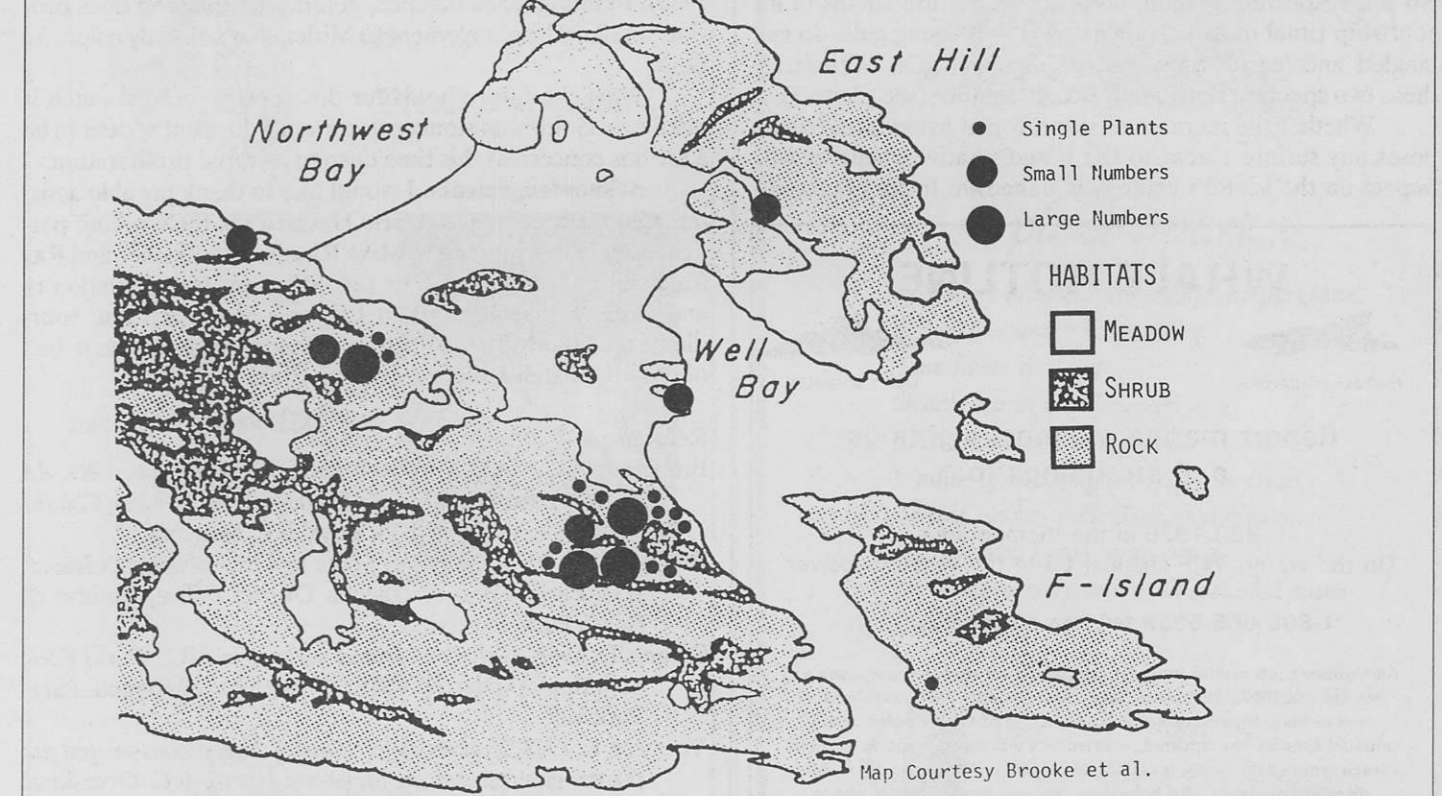 East Hill
Northwest
Bay
Single Plants
Small Numbers
Large Numbers
HABITATS
MEADOW
SHRUB
ROCK
Well
Bay
F-Island
Map Courtesy Brooke et al.